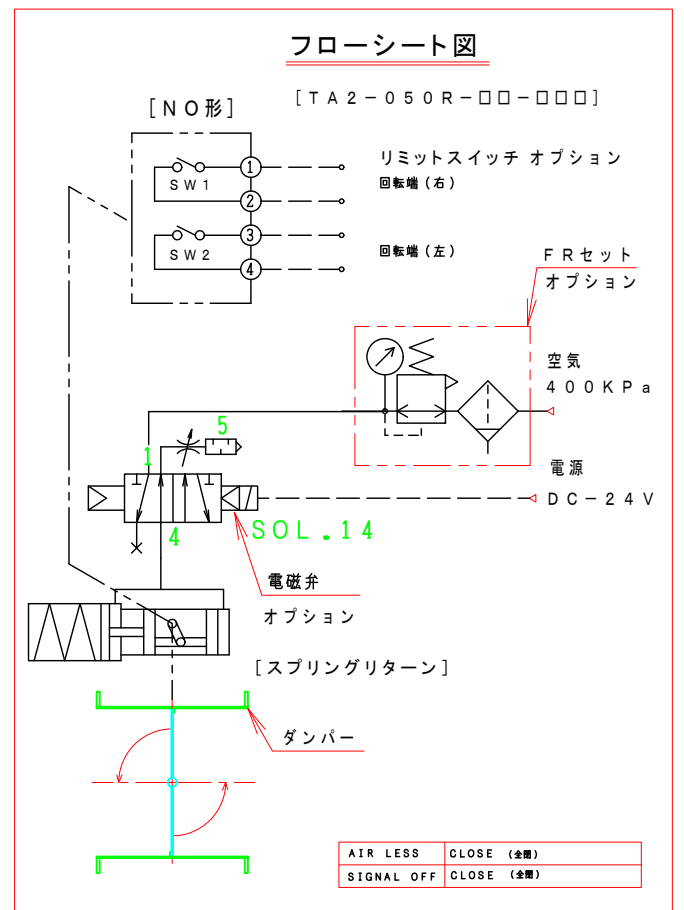 フローシート図
[TA2-050R-□□-□□□]
[NO形]
リミットスイッチ オプション
① SW1 回転端(右)
②
③ SW2 回転端(左)
④
FRセット
オプション
空気
400KPa
5
1
電源
DC-24V
4
SOL.14
電磁弁
オプション
[スプリングリターン]
ダンパー
AIR LESS CLOSE (全閉)
SIGNAL OFF CLOSE (全閉)